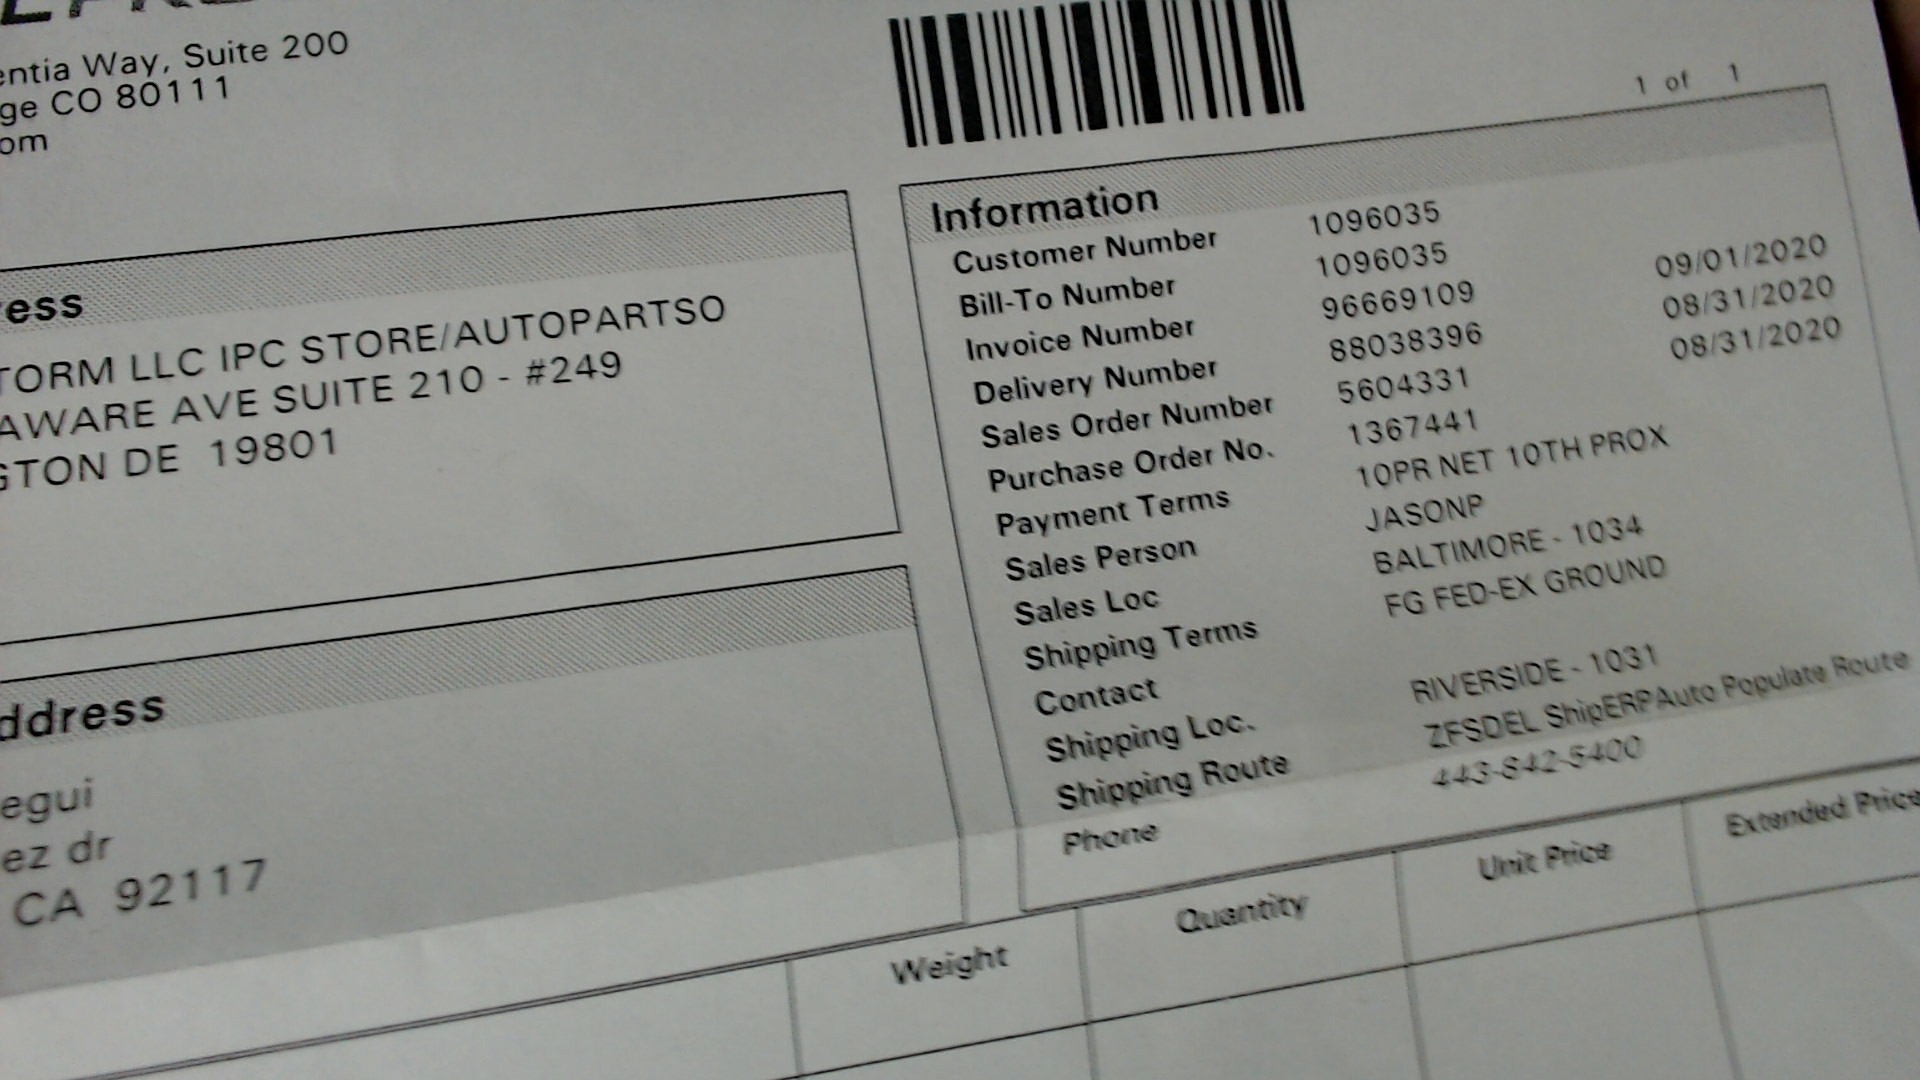 entia Way, Suite 200
ge CO 80111
om
1 of 1
ess
TORM LLC IPC STORE/AUTOPARTSO
AWARE AVE SUITE 210 - #249
GTON DE 19801
ddress
egui
ez dr
CA 92117
Information
Customer Number 1096035
Bill-To Number 1096035
Invoice Number 96669109 09/01/2020
Delivery Number 88038396 08/31/2020
Sales Order Number 5604331 08/31/2020
Purchase Order No. 1367441
Payment Terms 10PR NET 10TH PROX
Sales Person JASONP
Sales Loc BALTIMORE - 1034
Shipping Terms FG FED-EX GROUND
Contact
Shipping Loc. RIVERSIDE - 1031
Shipping Route ZFSDEL ShipERPAuto Populate Route
Phone 443-842-5400
Weight Quantity Unit Price Extended Price